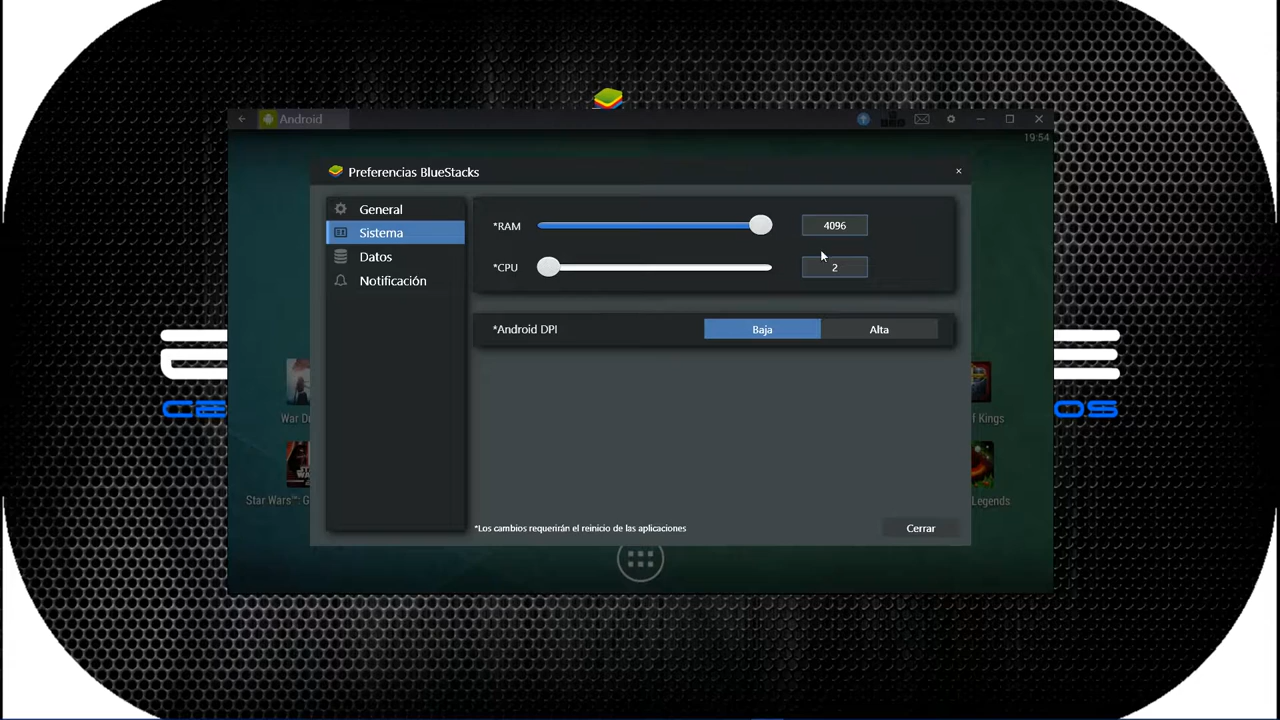 Android
19:54
Preferencias BlueStacks
General
Sistema
Datos
Notificación
*RAM
4096
*CPU
2
*Android DPI
Baja
Alta
War
f Kings
Star Wars™: G
Legends
*Los cambios requerirán el reinicio de las aplicaciones
Cerrar